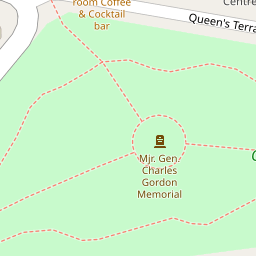 room Coffee
& Cocktail
bar
Queen's Terra
Centre
Mjr. Gen.
Charles
Gordon
Memorial